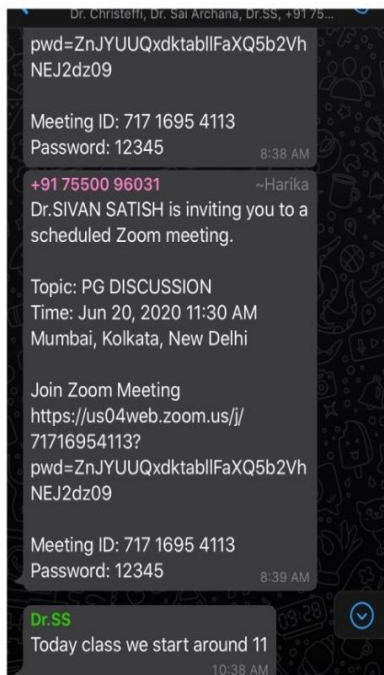 Dr. Christeffi, Dr. Sai Archana, Dr.SS, +91 75...
pwd=ZnJYUUQxdktabllFaXQ5b2Vh
NEJ2dz09
Meeting ID: 717 1695 4113
Password: 12345
8:38 AM
+91 75500 96031 ~Harika
Dr.SIVAN SATISH is inviting you to a
scheduled Zoom meeting.
Topic: PG DISCUSSION
Time: Jun 20, 2020 11:30 AM
Mumbai, Kolkata, New Delhi
Join Zoom Meeting
https://us04web.zoom.us/j/
71716954113?
pwd=ZnJYUUQxdktabllFaXQ5b2Vh
NEJ2dz09
Meeting ID: 717 1695 4113
Password: 12345
8:39 AM
Dr.SS
Today class we start around 11
10:38 AM